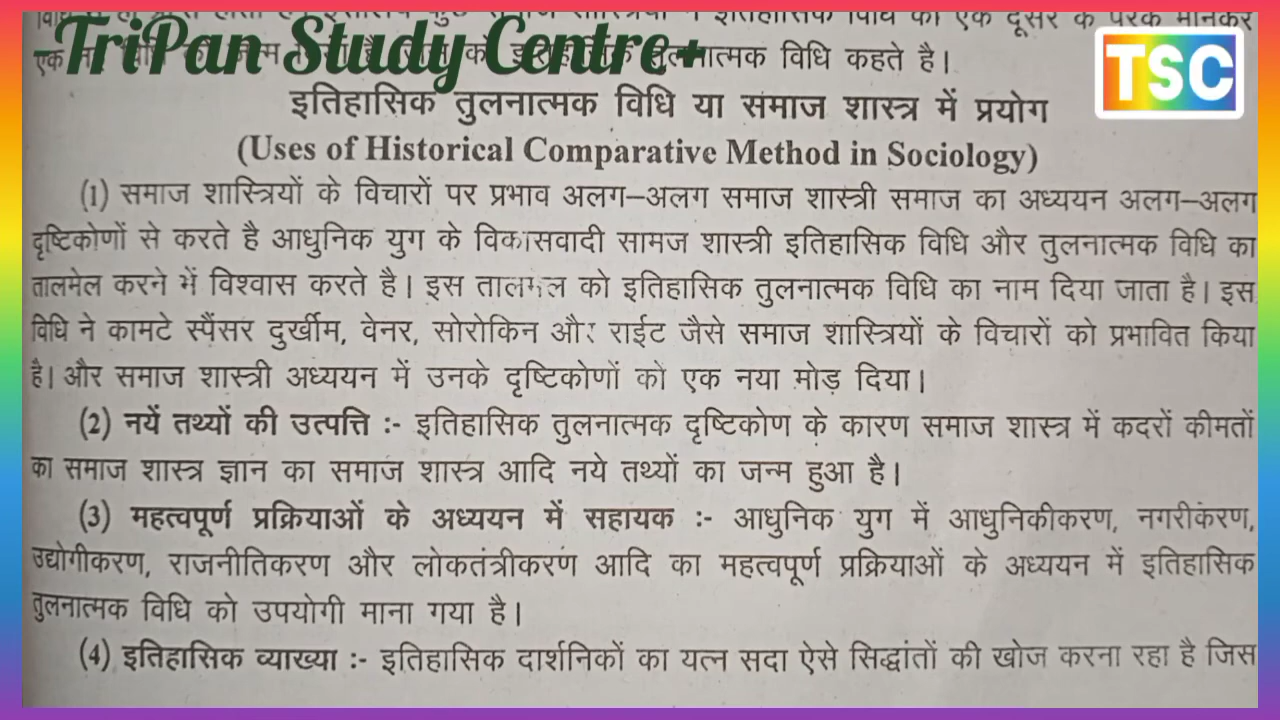 को एक दूसरे के
-TriPan Study Centre+
TSC
विधि कहते है।
इतिहासिक तुलनात्मक विधि या समाज शास्त्र में प्रयोग
(Uses of Historical Comparative Method in Sociology)
(1) समाज शास्त्रियों के विचारों पर प्रभाव अलग–अलग समाज शास्त्री समाज का अध्ययन अलग–अलग
दृष्टिकोणों से करते है आधुनिक युग के विकासवादी सामज शास्त्री इतिहासिक विधि और तुलनात्मक विधि का
तालमेल करने में विश्वास करते है। इस तालमेल को इतिहासिक तुलनात्मक विधि का नाम दिया जाता है। इस
विधि ने कामटे स्पैंसर दुर्खीम, वेनर, सोरोकिन और राईट जैसे समाज शास्त्रियों के विचारों को प्रभावित किया
है। और समाज शास्त्री अध्ययन में उनके दृष्टिकोणों को एक नया मोड़ दिया।
(2) नयें तथ्यों की उत्पत्ति :- इतिहासिक तुलनात्मक दृष्टिकोण के कारण समाज शास्त्र में कदरों कीमतों
का समाज शास्त्र ज्ञान का समाज शास्त्र आदि नये तथ्यों का जन्म हुआ है।
(3) महत्वपूर्ण प्रक्रियाओं के अध्ययन में सहायक :- आधुनिक युग में आधुनिकीकरण, नगरीकरण,
उद्योगीकरण, राजनीतिकरण और लोकतंत्रीकरण आदि का महत्वपूर्ण प्रक्रियाओं के अध्ययन में इतिहासिक
तुलनात्मक विधि को उपयोगी माना गया है।
(4) इतिहासिक व्याख्या :- इतिहासिक दार्शनिकों का यत्न सदा ऐसे सिद्धांतों की खोज करना रहा है जिस